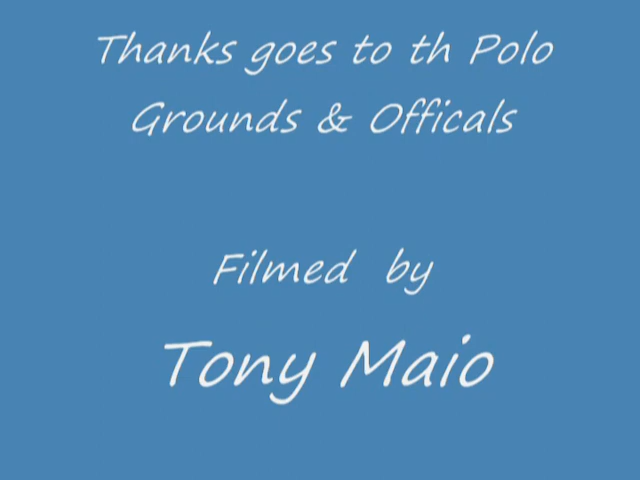 Thanks goes to th Polo
Grounds & Officals
Filmed by
Tony Maio